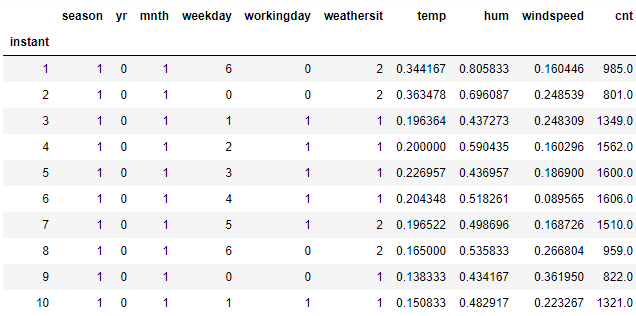 season yr mnth weekday workingday weathersit temp hum windspeed cnt
instant
1 1 0 1 6 0 2 0.344167 0.805833 0.160446 985.0
2 1 0 1 0 0 2 0.363478 0.696087 0.248539 801.0
3 1 0 1 1 1 1 0.196364 0.437273 0.248309 1349.0
4 1 0 1 2 1 1 0.200000 0.590435 0.160296 1562.0
5 1 0 1 3 1 1 0.226957 0.436957 0.186900 1600.0
6 1 0 1 4 1 1 0.204348 0.518261 0.089565 1606.0
7 1 0 1 5 1 2 0.196522 0.498696 0.168726 1510.0
8 1 0 1 6 0 2 0.165000 0.535833 0.266804 959.0
9 1 0 1 0 0 1 0.138333 0.434167 0.361950 822.0
10 1 0 1 1 1 1 0.150833 0.482917 0.223267 1321.0